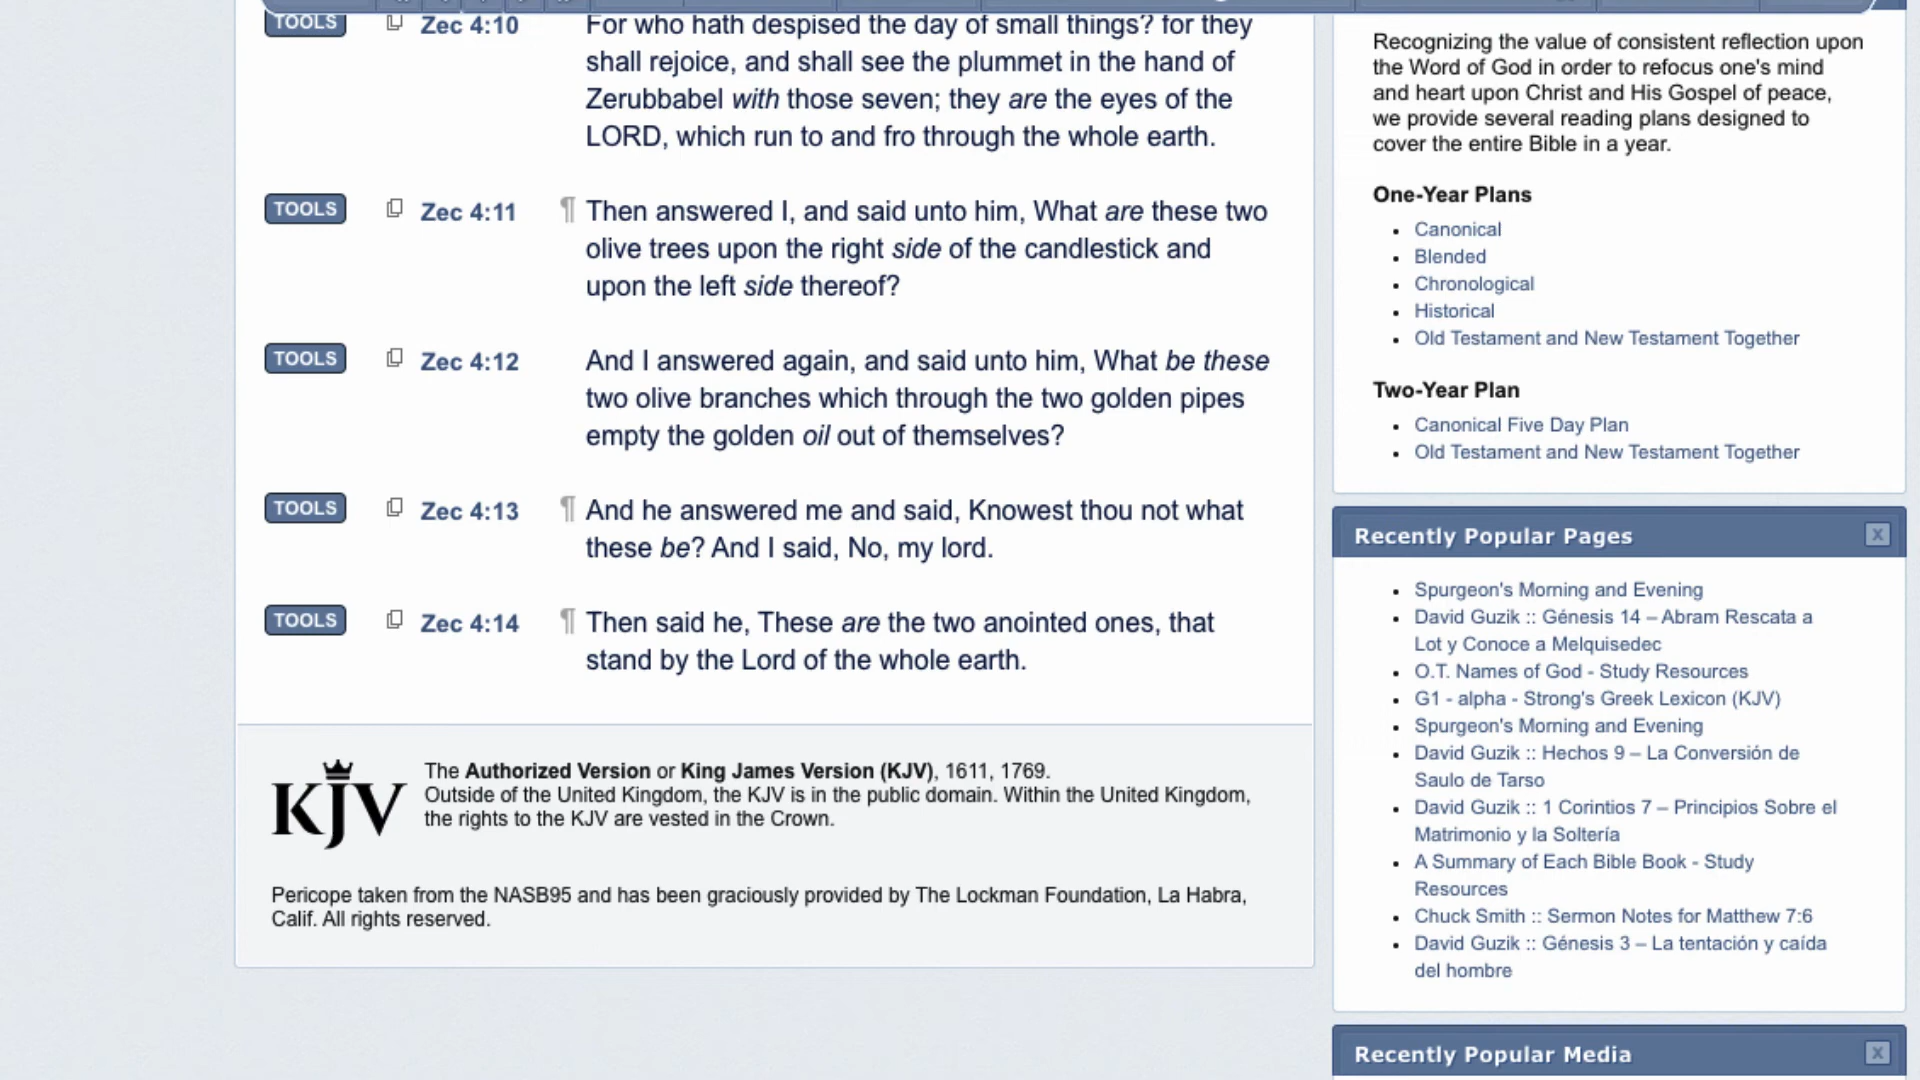 TOOLS Zec 4:10 For who hath despised the day of small things? for they
shall rejoice, and shall see the plummet in the hand of
Zerubbabel with those seven; they are the eyes of the
LORD, which run to and fro through the whole earth.
TOOLS Zec 4:11 ¶ Then answered I, and said unto him, What are these two
olive trees upon the right side of the candlestick and
upon the left side thereof?
TOOLS Zec 4:12 And I answered again, and said unto him, What be these
two olive branches which through the two golden pipes
empty the golden oil out of themselves?
TOOLS Zec 4:13 ¶ And he answered me and said, Knowest thou not what
these be? And I said, No, my lord.
TOOLS Zec 4:14 ¶ Then said he, These are the two anointed ones, that
stand by the Lord of the whole earth.
KJV
The Authorized Version or King James Version (KJV), 1611, 1769.
Outside of the United Kingdom, the KJV is in the public domain. Within the United Kingdom,
the rights to the KJV are vested in the Crown.
Pericope taken from the NASB95 and has been graciously provided by The Lockman Foundation, La Habra,
Calif. All rights reserved.
Recognizing the value of consistent reflection upon
the Word of God in order to refocus one's mind
and heart upon Christ and His Gospel of peace,
we provide several reading plans designed to
cover the entire Bible in a year.
One-Year Plans
• Canonical
• Blended
• Chronological
• Historical
• Old Testament and New Testament Together
Two-Year Plan
• Canonical Five Day Plan
• Old Testament and New Testament Together
Recently Popular Pages x
• Spurgeon's Morning and Evening
• David Guzik :: Génesis 14 – Abram Rescata a
Lot y Conoce a Melquisedec
• O.T. Names of God - Study Resources
• G1 - alpha - Strong's Greek Lexicon (KJV)
• Spurgeon's Morning and Evening
• David Guzik :: Hechos 9 – La Conversión de
Saulo de Tarso
• David Guzik :: 1 Corintios 7 – Principios Sobre el
Matrimonio y la Soltería
• A Summary of Each Bible Book - Study
Resources
• Chuck Smith :: Sermon Notes for Matthew 7:6
• David Guzik :: Génesis 3 – La tentación y caída
del hombre
Recently Popular Media x